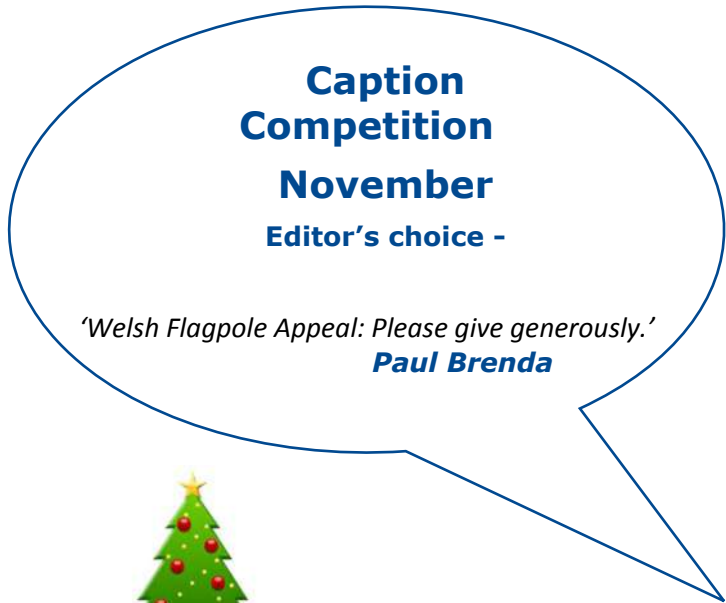 Caption
Competition
November
Editor’s choice -
‘Welsh Flagpole Appeal: Please give generously.’
Paul Brenda